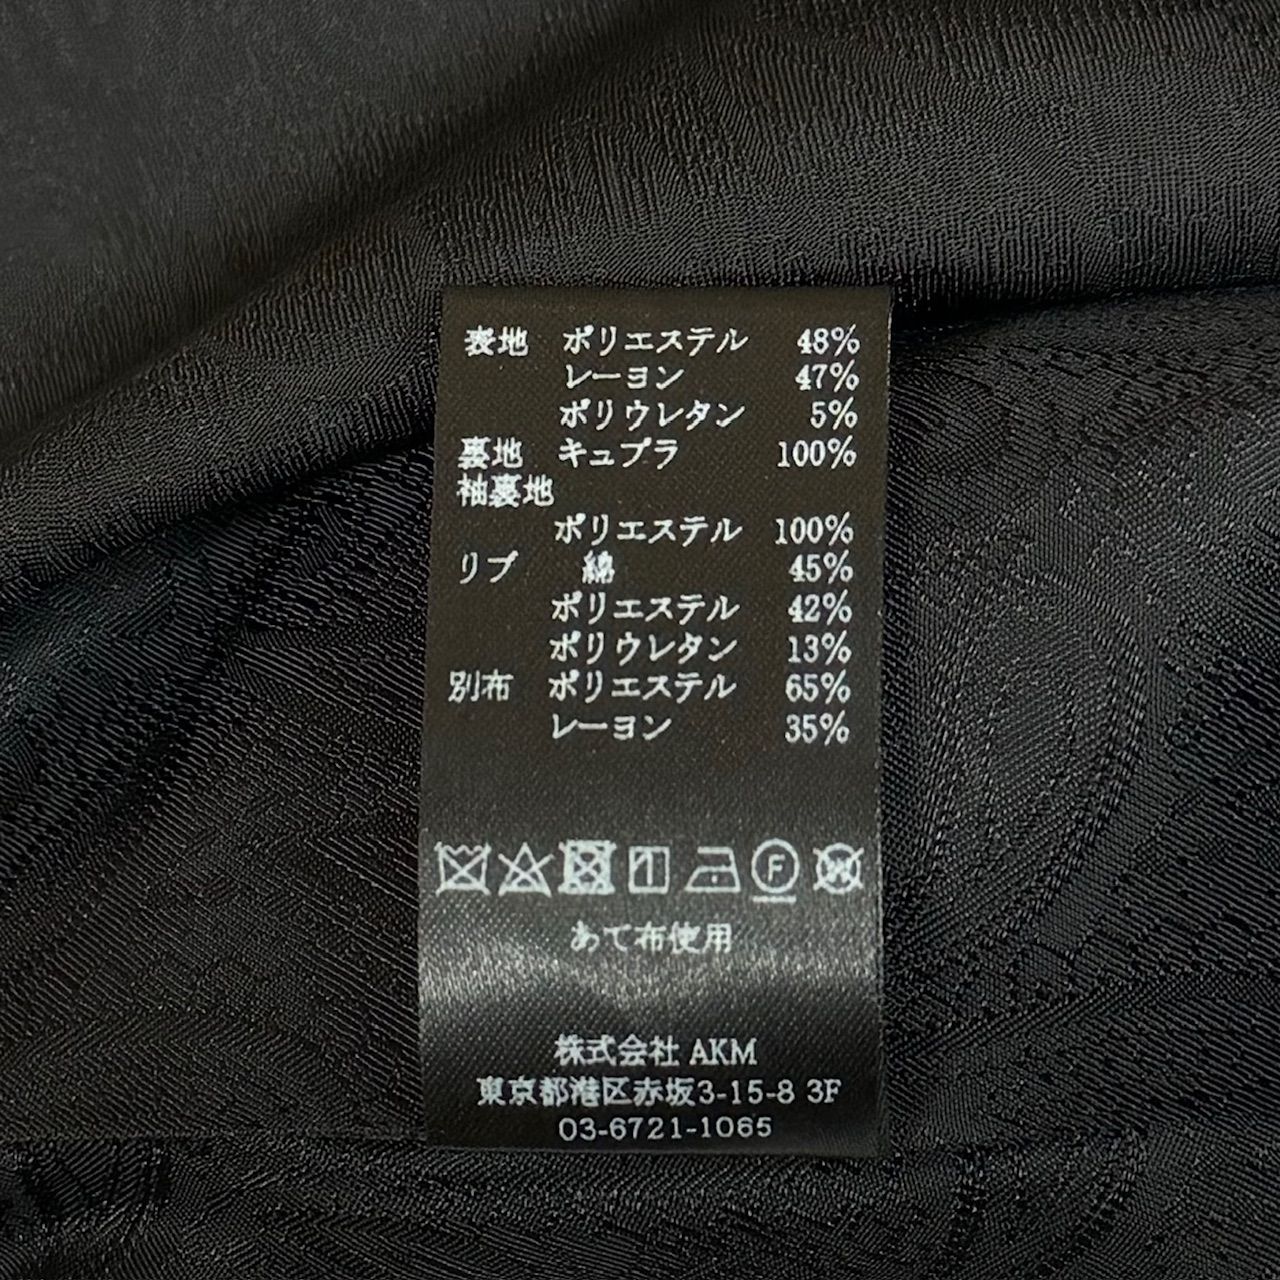 表地 ポリエステル 48%
レーヨン 47%
ポリウレタン 5%
裏地 キュプラ 100%
袖裏地
ポリエステル 100%
リブ 綿 45%
ポリエステル 42%
ポリウレタン 13%
別布 ポリエステル 65%
レーヨン 35%
F W
あて布使用
株式会社 AKM
東京都港区赤坂3-15-8 3F
03-6721-1065